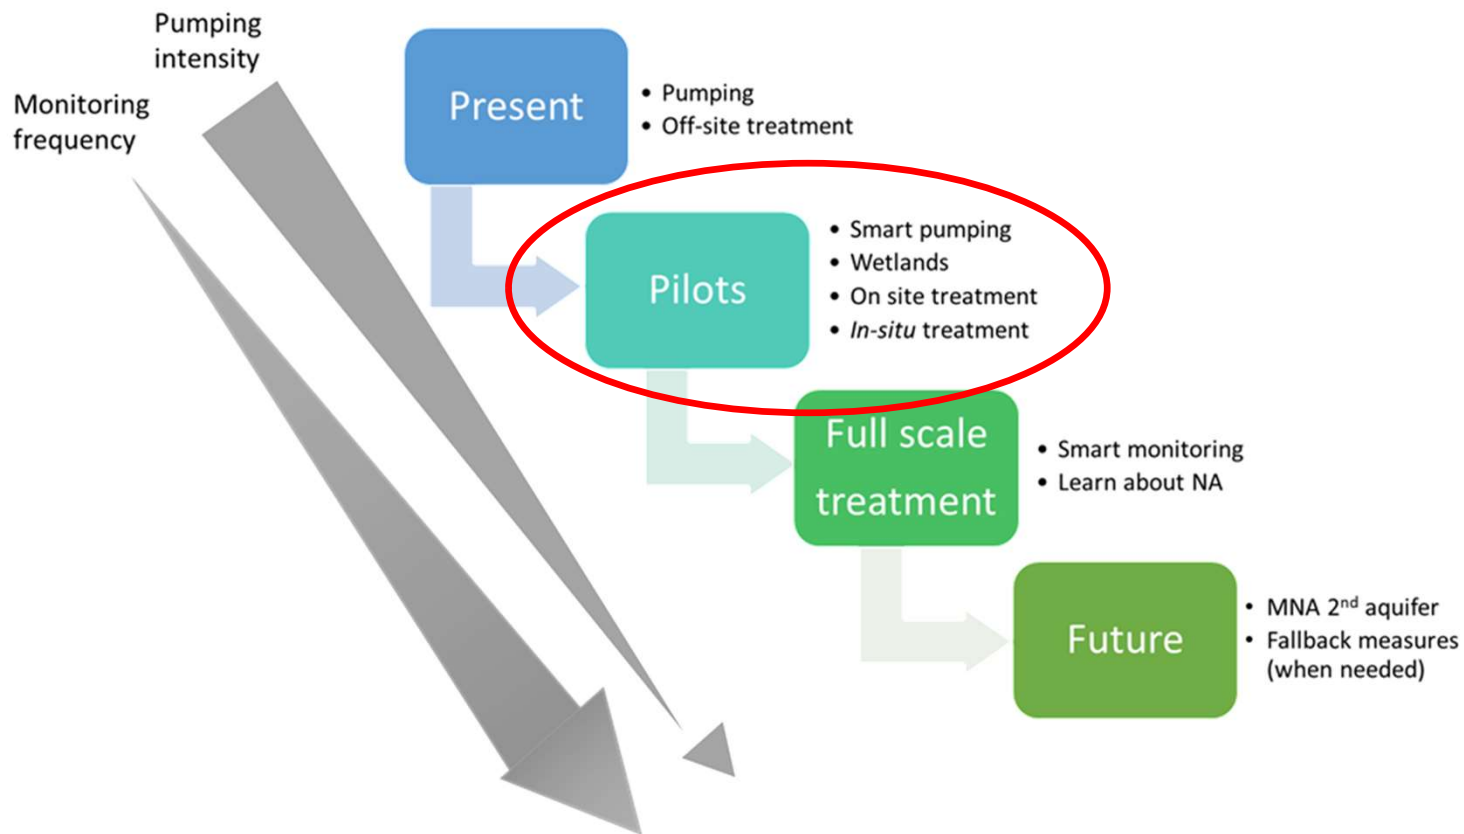 Pumping
intensity
Monitoring
frequency
Present
• Pumping
• Off-site treatment
Pilots
• Smart pumping
• Wetlands
• On site treatment
• In-situ treatment
Full scale
treatment
• Smart monitoring
• Learn about NA
Future
• MNA 2nd aquifer
• Fallback measures
(when needed)